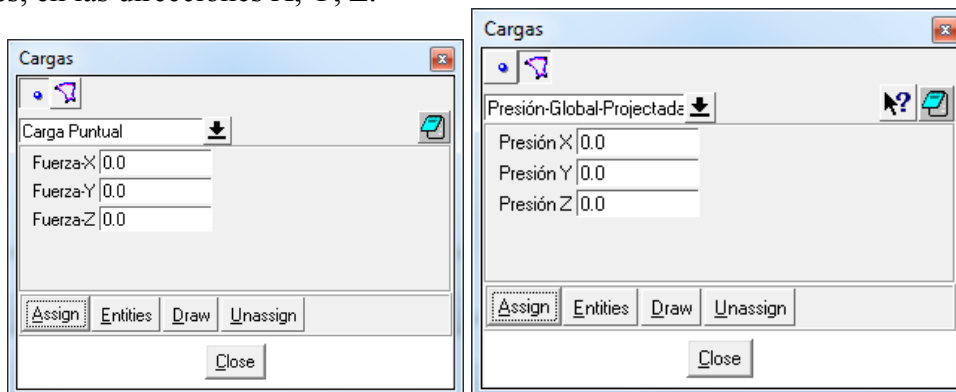 es, en las direcciones X, Y, Z.
Cargas
Carga Puntual
Fuerza-X 0.0
Fuerza-Y 0.0
Fuerza-Z 0.0
Assign Entities Draw Unassign
Close
Cargas
Presión-Global-Projectada
Presión X 0.0
Presión Y 0.0
Presión Z 0.0
Assign Entities Draw Unassign
Close